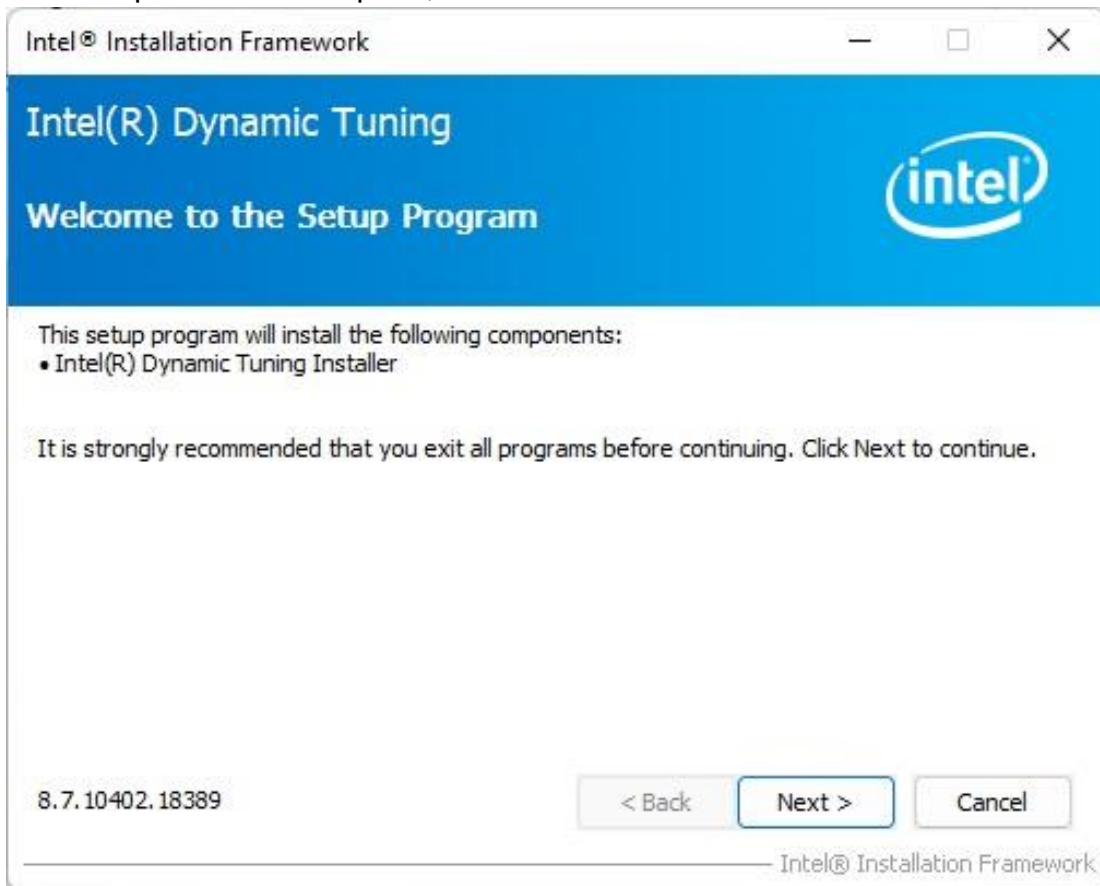 Intel® Installation Framework
Intel(R) Dynamic Tuning
intel
Welcome to the Setup Program
This setup program will install the following components:
• Intel(R) Dynamic Tuning Installer
It is strongly recommended that you exit all programs before continuing. Click Next to continue.
8.7.10402.18389
< Back
Next >
Cancel
Intel® Installation Framework